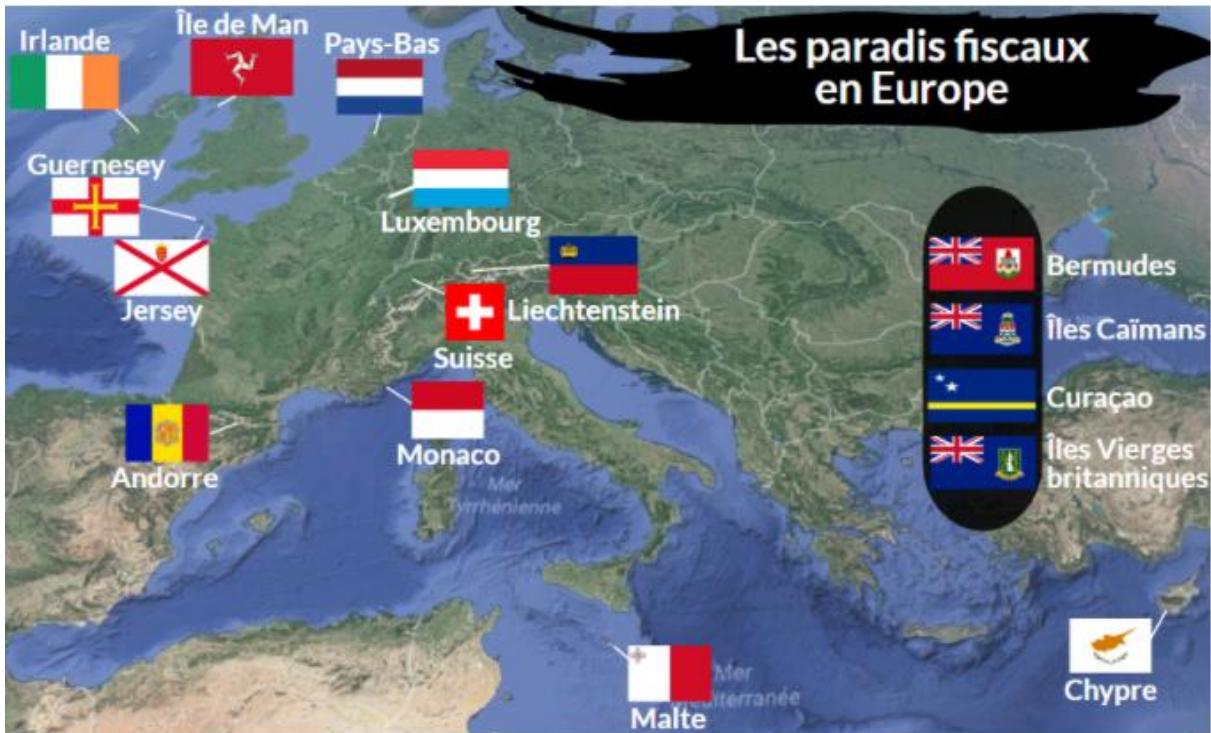 Les paradis fiscaux
en Europe
Irlande
Île de Man
Pays-Bas
Guernesey
Jersey
Luxembourg
Liechtenstein
Suisse
Monaco
Andorre
Mer
Tyrrhénienne
Bermudes
Îles Caïmans
Curaçao
Îles Vierges
britanniques
Mer
Méditerranée
Malte
Chypre